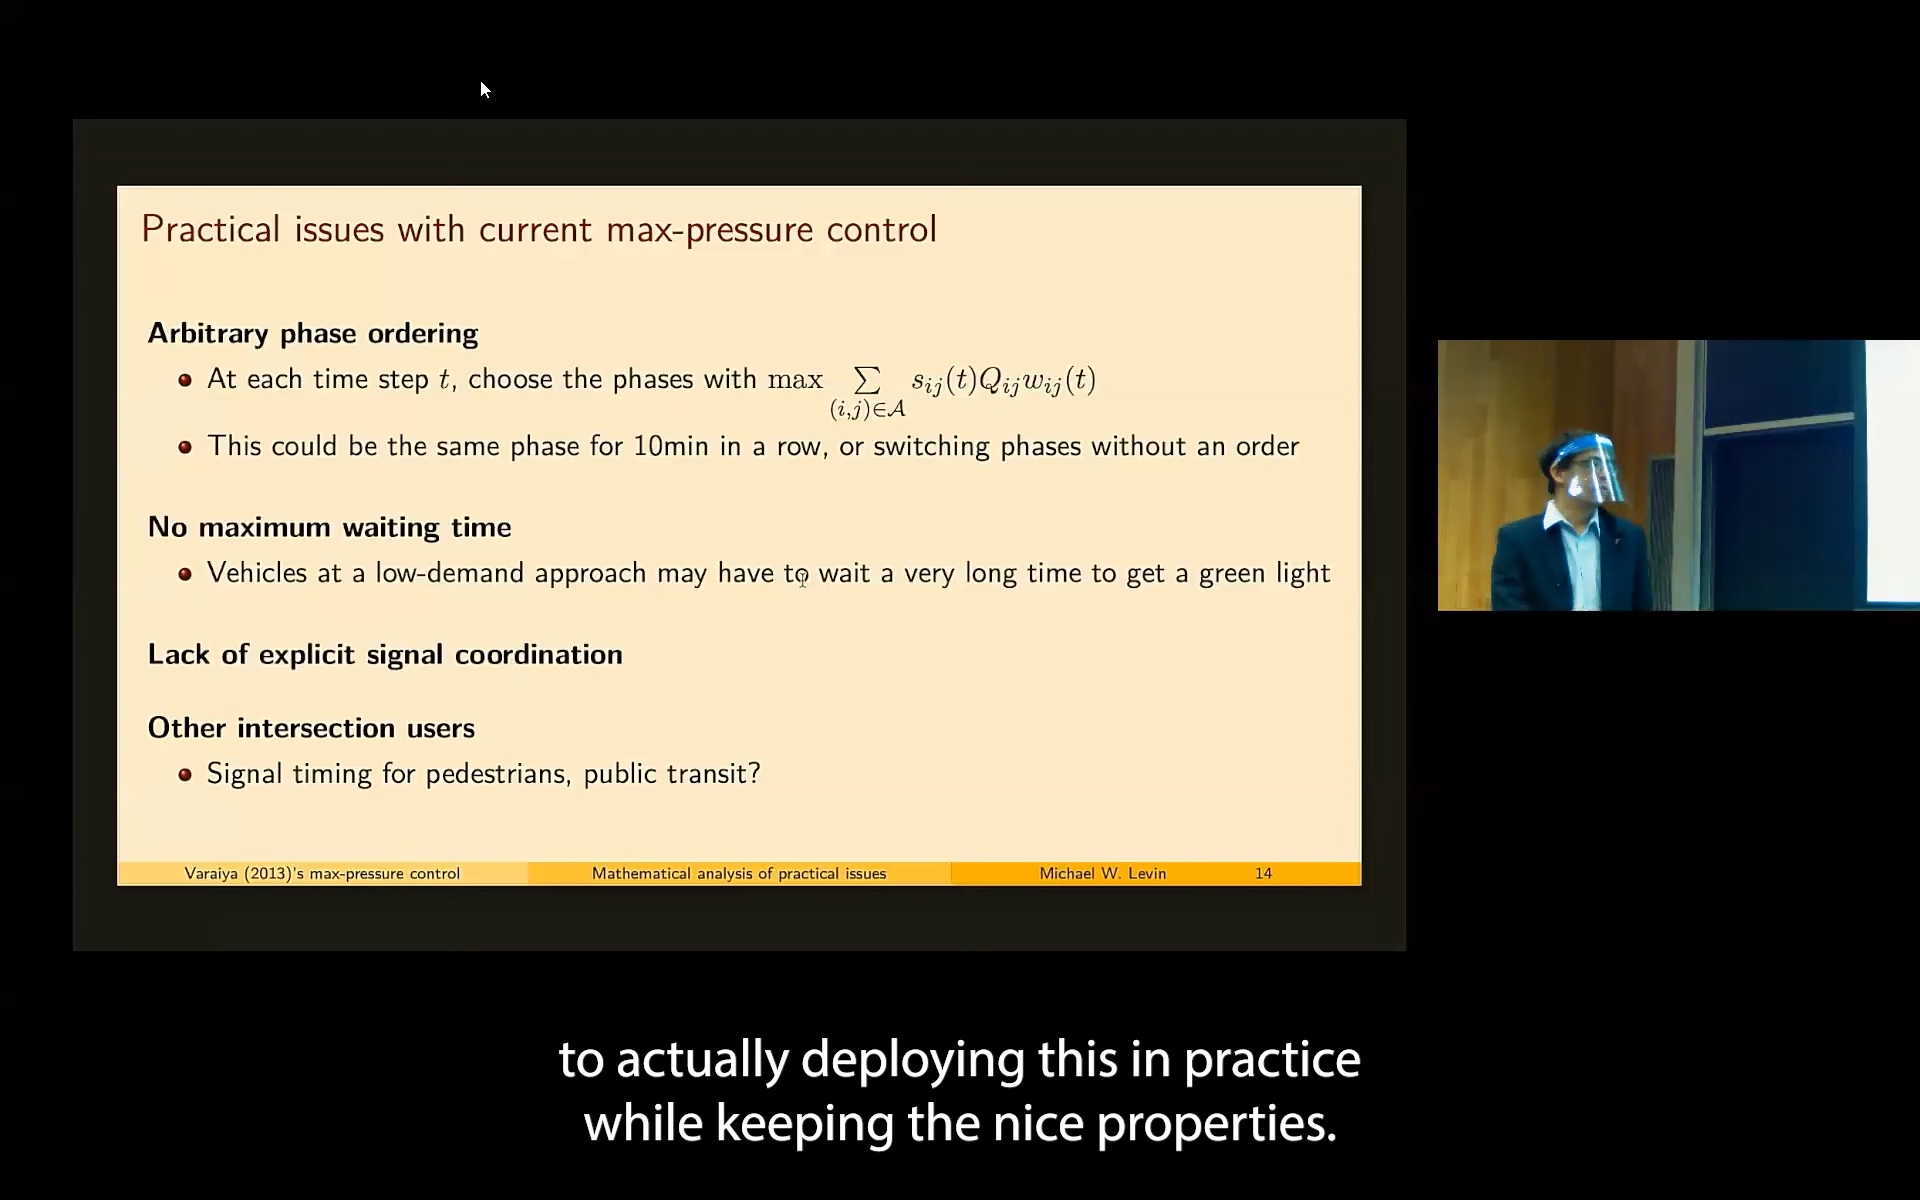 Practical issues with current max-pressure control
Arbitrary phase ordering
At each time step t, choose the phases with max ∑ s_{ij}(t)Q_{ij}w_{ij}(t)
(i,j)∈𝒜
This could be the same phase for 10min in a row, or switching phases without an order
No maximum waiting time
Vehicles at a low-demand approach may have to wait a very long time to get a green light
Lack of explicit signal coordination
Other intersection users
Signal timing for pedestrians, public transit?
Varaiya (2013)'s max-pressure control Mathematical analysis of practical issues Michael W. Levin 14
to actually deploying this in practice
while keeping the nice properties.